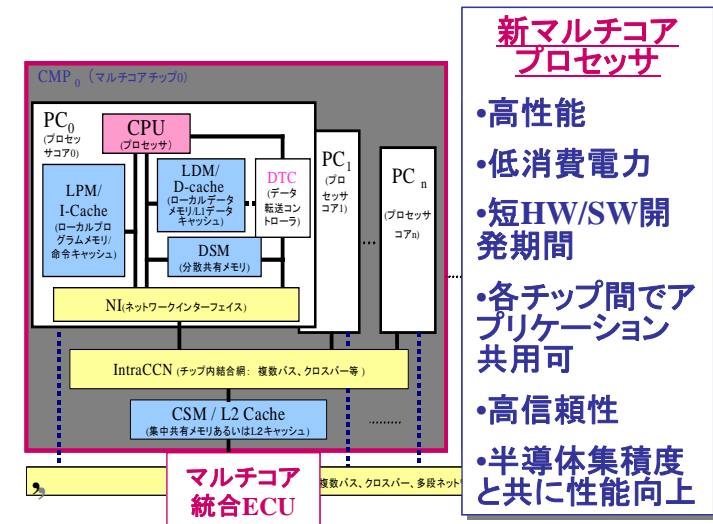 新マルチコア
プロセッサ
•高性能
•低消費電力
•短HW/SW開
発期間
•各チップ間でア
プリケーション
共用可
•高信頼性
•半導体集積度
と共に性能向上
CMP0（マルチコアチップ0)
PC0
(プロセッ
サコア0)
CPU
(プロセッサ)
LPM/
I-Cache
(ローカルプロ
グラムメモリ/
命令キャッシュ)
LDM/
D-cache
(ローカルデータ
メモリ/L1データ
キャッシュ)
DTC
(データ
転送コン
トローラ)
DSM
(分散共有メモリ)
NI(ネットワークインターフェイス)
PC1
(プロ
セッサ
コア1)
…
PC n
(プロセッサ
コアn)
IntraCCN (チップ内結合網: 複数バス、クロスバー等 )
CSM / L2 Cache
(集中共有メモリあるいはL2キャッシュ)
マルチコア
統合ECU
複数バス、クロスバー、多段ネット